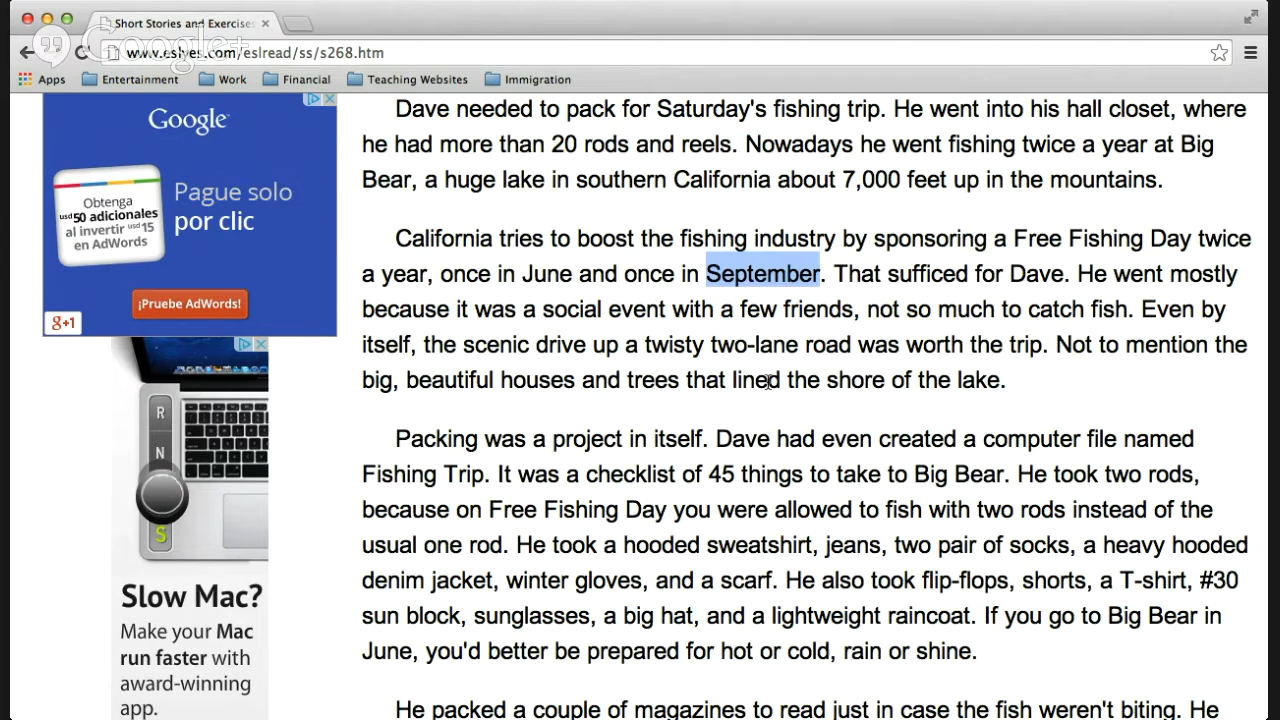 Short Stories and Exercises
Google+
www.eslyes.com/eslread/ss/s268.htm
Apps
Entertainment
Work
Financial
Teaching Websites
Immigration
Google
Obtenga
usd50 adicionales
al invertir usd15
en AdWords
Pague solo
por clic
¡Pruebe AdWords!
g+1
R
N
S
Slow Mac?
Make your Mac
run faster with
award-winning
app.
Dave needed to pack for Saturday's fishing trip. He went into his hall closet, where
he had more than 20 rods and reels. Nowadays he went fishing twice a year at Big
Bear, a huge lake in southern California about 7,000 feet up in the mountains.
California tries to boost the fishing industry by sponsoring a Free Fishing Day twice
a year, once in June and once in September. That sufficed for Dave. He went mostly
because it was a social event with a few friends, not so much to catch fish. Even by
itself, the scenic drive up a twisty two-lane road was worth the trip. Not to mention the
big, beautiful houses and trees that lined the shore of the lake.
Packing was a project in itself. Dave had even created a computer file named
Fishing Trip. It was a checklist of 45 things to take to Big Bear. He took two rods,
because on Free Fishing Day you were allowed to fish with two rods instead of the
usual one rod. He took a hooded sweatshirt, jeans, two pair of socks, a heavy hooded
denim jacket, winter gloves, and a scarf. He also took flip-flops, shorts, a T-shirt, #30
sun block, sunglasses, a big hat, and a lightweight raincoat. If you go to Big Bear in
June, you'd better be prepared for hot or cold, rain or shine.
He packed a couple of magazines to read just in case the fish weren't biting. He